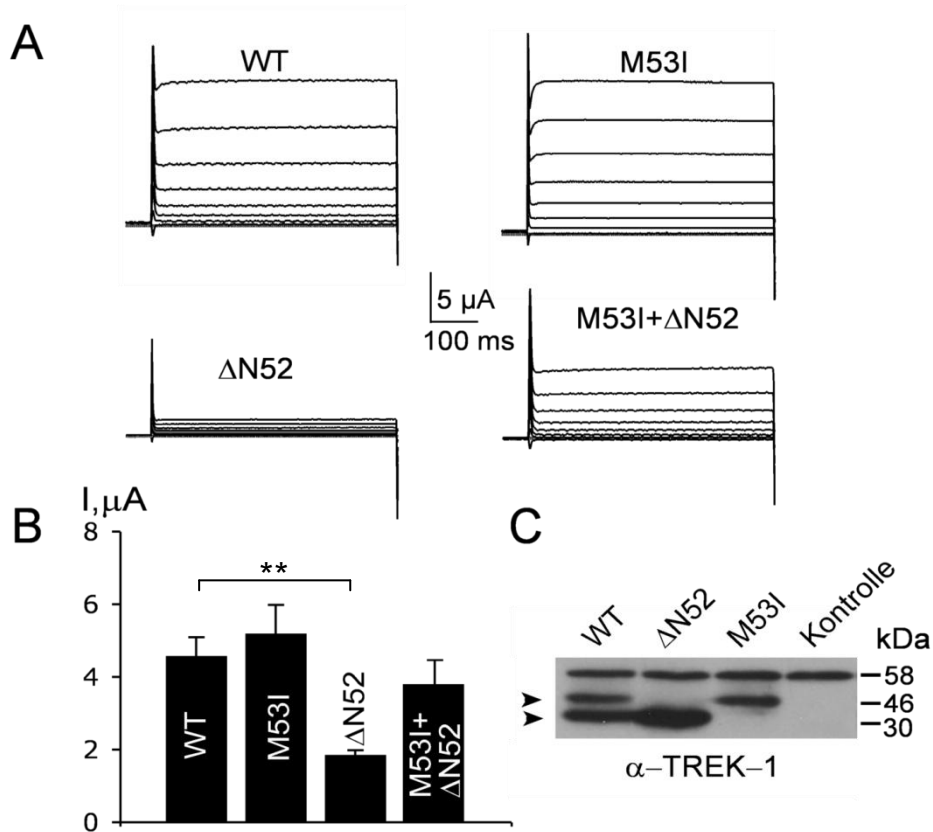 A
WT
M53I
5 µA
100 ms
ΔN52
M53I+ΔN52
B
I,µA
8
6
4
2
0
**
WT
M53I
ΔN52
M53I+
ΔN52
C
WT
ΔN52
M53I
Kontrolle
kDa
58
46
30
α–TREK–1